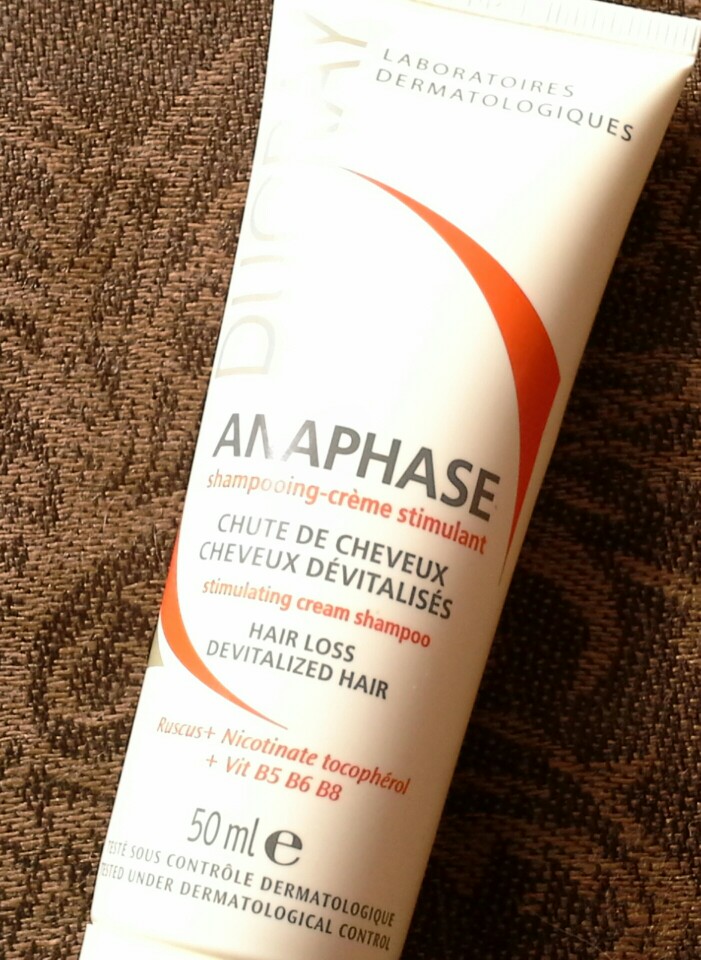 LABORATOIRES
DERMATOLOGIQUES
DUCRAY
ANAPHASE
shampooing-crème stimulant
CHUTE DE CHEVEUX
CHEVEUX DÉVITALISÉS
stimulating cream shampoo
HAIR LOSS
DEVITALIZED HAIR
Ruscus+ Nicotinate tocophérol
+ Vit B5 B6 B8
50 ml e
TESTÉ SOUS CONTRÔLE DERMATOLOGIQUE
TESTED UNDER DERMATOLOGICAL CONTROL